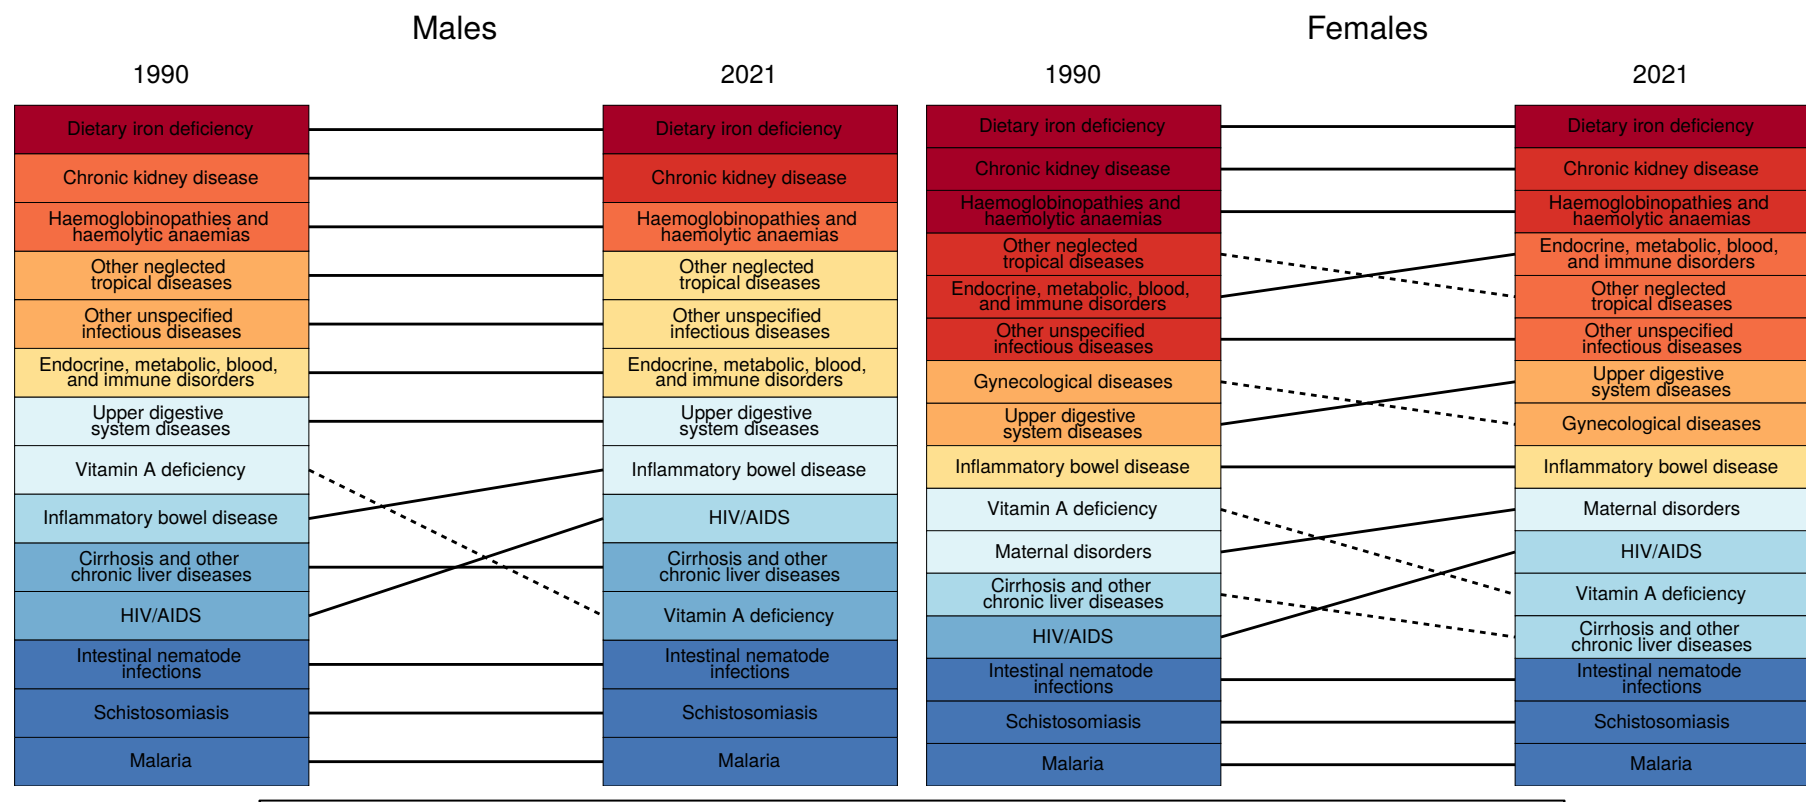 Males
1990
2021
Dietary iron deficiency
Chronic kidney disease
Haemoglobinopathies and
haemolytic anaemias
Other neglected
tropical diseases
Other unspecified
infectious diseases
Endocrine, metabolic, blood,
and immune disorders
Upper digestive
system diseases
Vitamin A deficiency
Inflammatory bowel disease
Cirrhosis and other
chronic liver diseases
HIV/AIDS
Intestinal nematode
infections
Schistosomiasis
Malaria
Dietary iron deficiency
Chronic kidney disease
Haemoglobinopathies and
haemolytic anaemias
Other neglected
tropical diseases
Other unspecified
infectious diseases
Endocrine, metabolic, blood,
and immune disorders
Upper digestive
system diseases
Inflammatory bowel disease
HIV/AIDS
Cirrhosis and other
chronic liver diseases
Vitamin A deficiency
Intestinal nematode
infections
Schistosomiasis
Malaria
Females
1990
2021
Dietary iron deficiency
Chronic kidney disease
Haemoglobinopathies and
haemolytic anaemias
Other neglected
tropical diseases
Endocrine, metabolic, blood,
and immune disorders
Other unspecified
infectious diseases
Gynecological diseases
Upper digestive
system diseases
Inflammatory bowel disease
Vitamin A deficiency
Maternal disorders
Cirrhosis and other
chronic liver diseases
HIV/AIDS
Intestinal nematode
infections
Schistosomiasis
Malaria
Dietary iron deficiency
Chronic kidney disease
Haemoglobinopathies and
haemolytic anaemias
Endocrine, metabolic, blood,
and immune disorders
Other neglected
tropical diseases
Other unspecified
infectious diseases
Upper digestive
system diseases
Gynecological diseases
Inflammatory bowel disease
Maternal disorders
HIV/AIDS
Vitamin A deficiency
Cirrhosis and other
chronic liver diseases
Intestinal nematode
infections
Schistosomiasis
Malaria